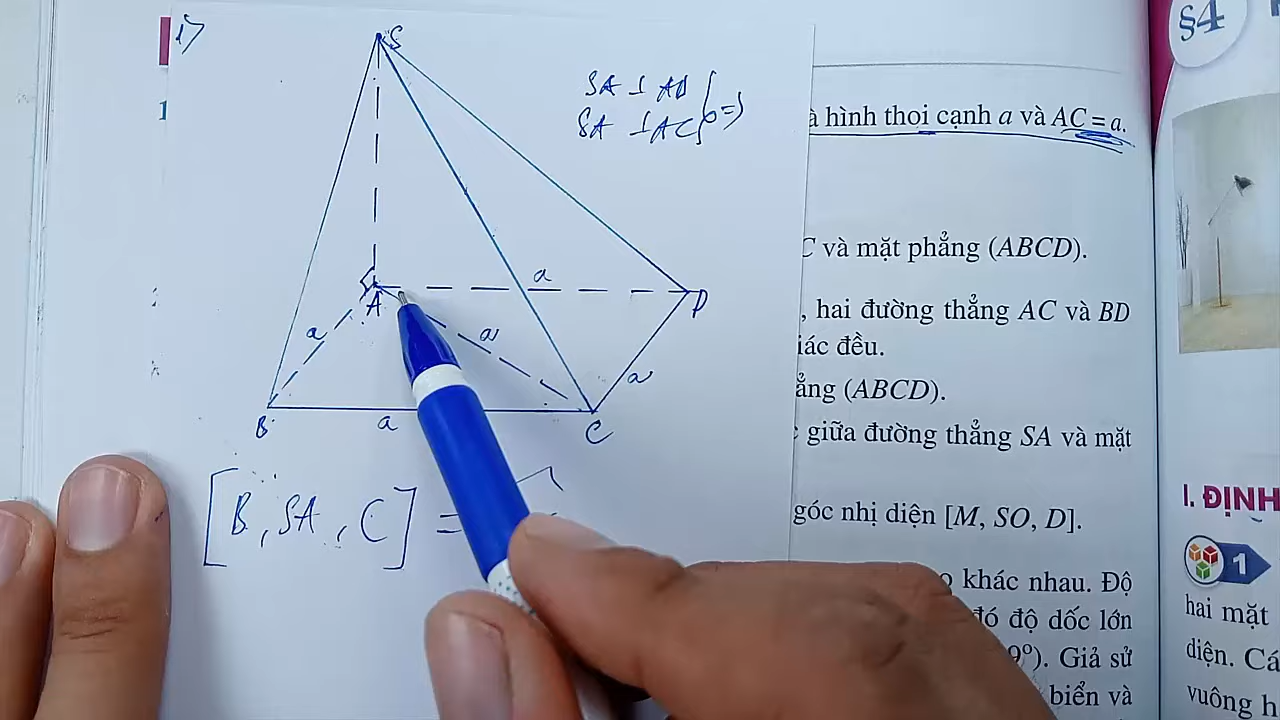 1)
S
SA ⊥ AB
SA ⊥ AC } =>
A
a
D
a
a
a
B
a
C
[B, SA, C] =
à hình thoi cạnh a và AC = a.
C và mặt phẳng (ABCD).
, hai đường thẳng AC và BD
iác đều.
ẳng (ABCD).
c giữa đường thẳng SA và mặt
góc nhị diện [M, SO, D].
o khác nhau. Độ
đó độ dốc lớn
9°). Giả sử
biển và
§4
I. ĐỊNH
1
hai mặt
diện. Cá
vuông h